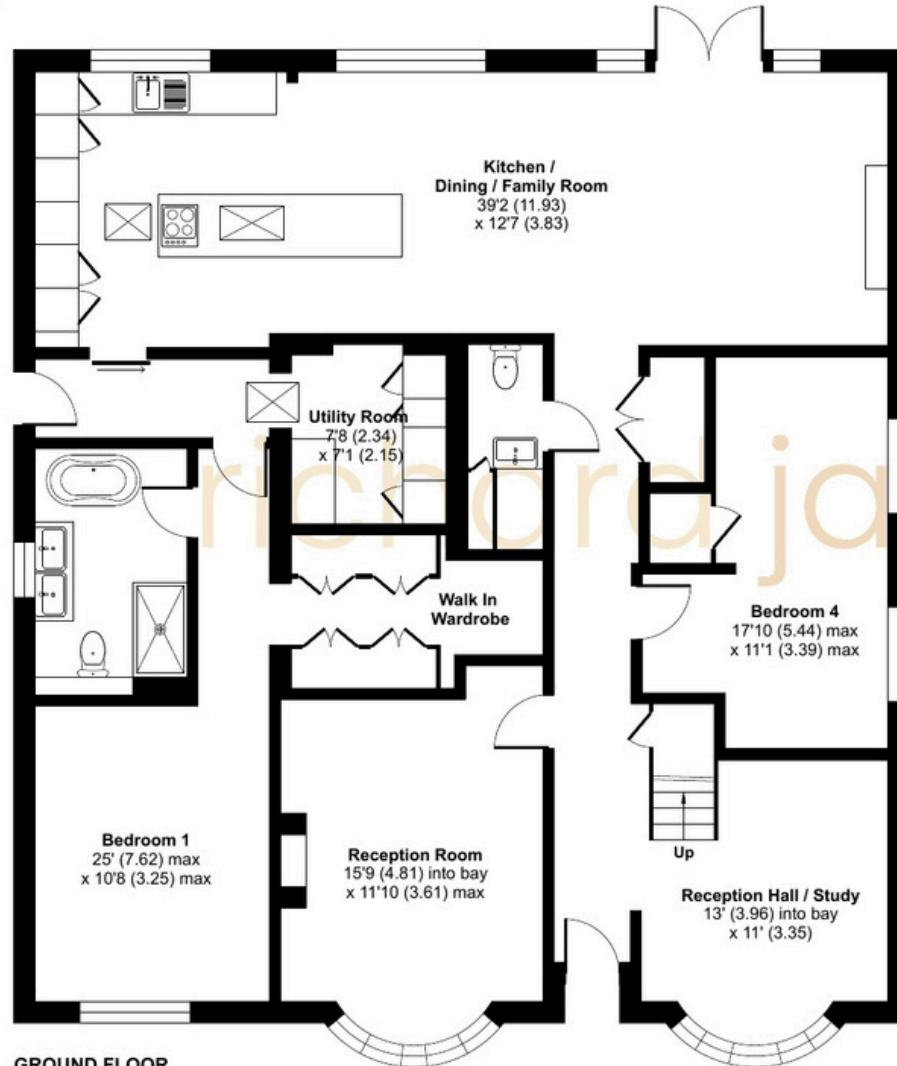 Kitchen /
Dining / Family Room
39'2 (11.93)
x 12'7 (3.83)
Utility Room
7'8 (2.34)
x 7'1 (2.15)
richard ja
Walk In
Wardrobe
Bedroom 4
17'10 (5.44) max
x 11'1 (3.39) max
Bedroom 1
25' (7.62) max
x 10'8 (3.25) max
Reception Room
15'9 (4.81) into bay
x 11'10 (3.61) max
Up
Reception Hall / Study
13' (3.96) into bay
x 11' (3.35)
GROUND FLOOR